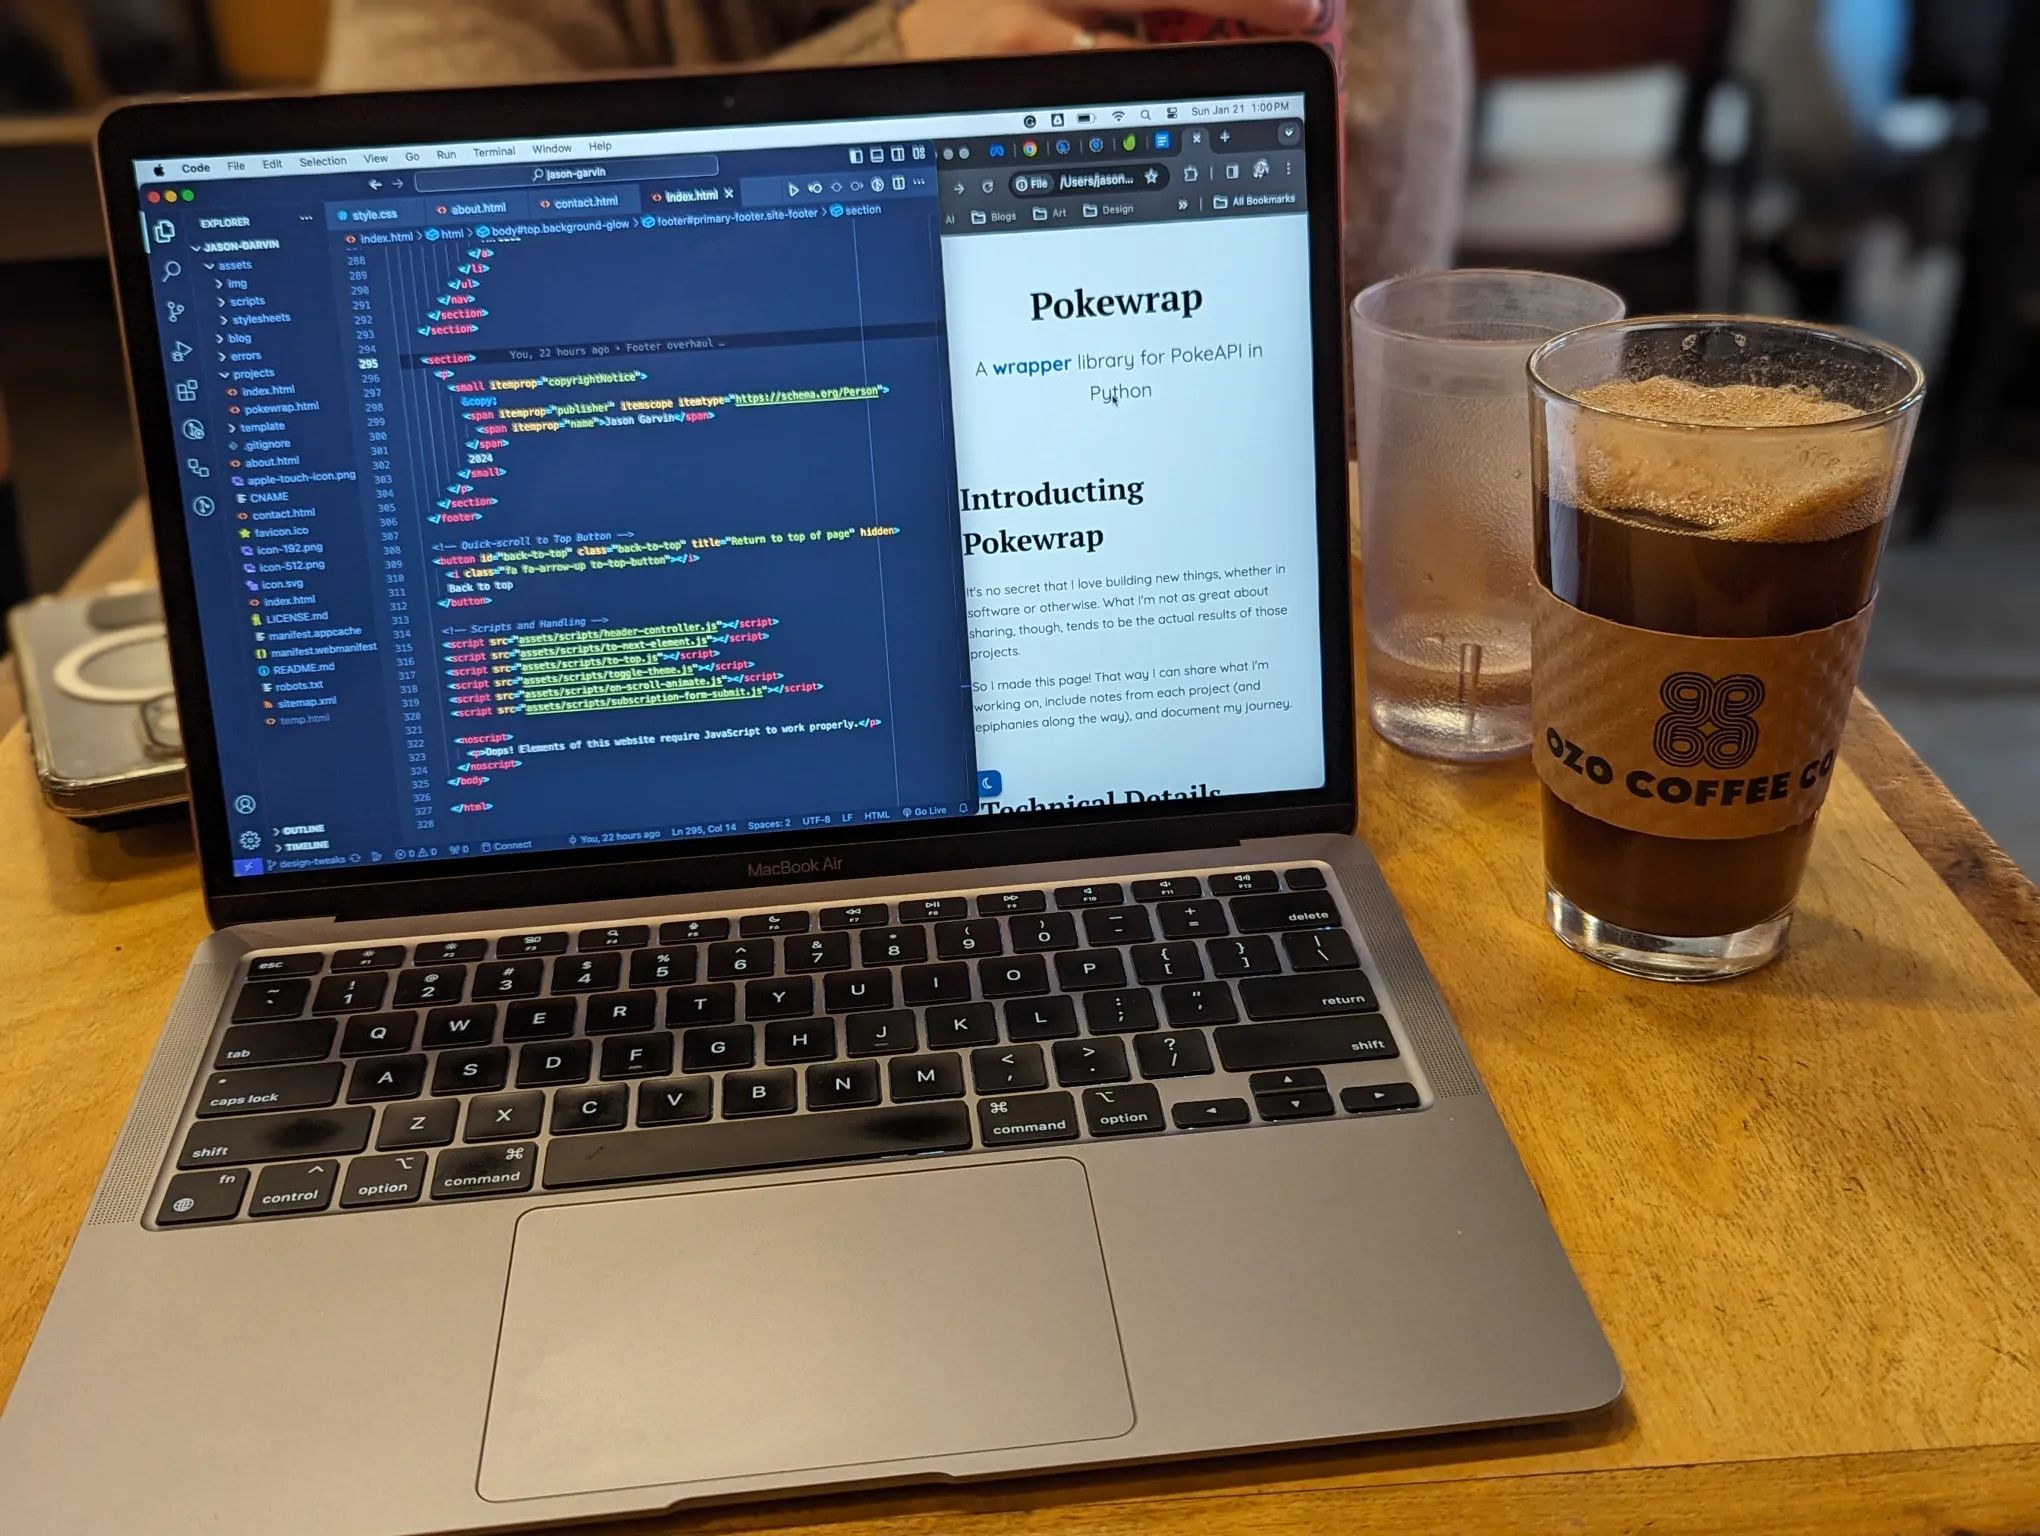 Code File Edit Selection View Go Run Terminal Window Help
Sun Jan 21 1:00 PM
jason-garvin
EXPLORER
JASON-GARVIN
assets
img
scripts
stylesheets
blog
errors
projects
index.html
pokewrap.html
template
.gitignore
about.html
apple-touch-icon.png
CNAME
contact.html
favicon.ico
icon-192.png
icon-512.png
icon.svg
index.html
LICENSE.md
manifest.appcache
manifest.webmanifest
README.md
robots.txt
sitemap.xml
temp.html
OUTLINE
TIMELINE
style.css about.html contact.html index.html
index.html > html > body#top.background-glow > footer#primary-footer.site-footer > section
288 </a>
289 </li>
290 </ul>
291 </nav>
292 </section>
293 </section>
294
295 <section> You, 22 hours ago • Footer overhaul …
296 <p>
297 <small itemprop="copyrightNotice">
298 &copy;
299 <span itemprop="publisher" itemscope itemtype="https://schema.org/Person">
300 <span itemprop="name">Jason Garvin</span>
301 </span>
302 2024
303 </small>
304 </p>
305 </section>
306 </footer>
307
308 <!-- Quick-scroll to Top Button -->
309 <button id="back-to-top" class="back-to-top" title="Return to top of page" hidden>
310 <i class="fa fa-arrow-up to-top-button"></i>
311 Back to top
312 </button>
313
314 <!-- Scripts and Handling -->
315 <script src="assets/scripts/header-controller.js"></script>
316 <script src="assets/scripts/to-next-element.js"></script>
317 <script src="assets/scripts/to-top.js"></script>
318 <script src="assets/scripts/toggle-theme.js"></script>
319 <script src="assets/scripts/on-scroll-animate.js"></script>
320 <script src="assets/scripts/subscription-form-submit.js"></script>
321
322 <noscript>
323 <p>Oops! Elements of this website require JavaScript to work properly.</p>
324 </noscript>
325 </body>
326
327 </html>
328
design-tweaks 0 0 0 Connect You, 22 hours ago Ln 295, Col 14 Spaces: 2 UTF-8 LF HTML Go Live
File /Users/jason...
AI Blogs Art Design » All Bookmarks
Pokewrap
A wrapper library for PokeAPI in
Python
Introducting
Pokewrap
It's no secret that I love building new things, whether in
software or otherwise. What I'm not as great about
sharing, though, tends to be the actual results of those
projects.
So I made this page! That way I can share what I'm
working on, include notes from each project (and
epiphanies along the way), and document my journey.
Technical Details
MacBook Air
esc F1 F2 F3 F4 F5 F6 F7 F8 F9 F10 F11 F12
~ ` ! 1 @ 2 # 3 $ 4 % 5 ^ 6 & 7 * 8 ( 9 ) 0 _ - + = delete
tab Q W E R T Y U I O P { [ } ] | \
caps lock A S D F G H J K L : ; " ' return
shift Z X C V B N M < , > . ? / shift
fn control option command command option
OZO COFFEE CO